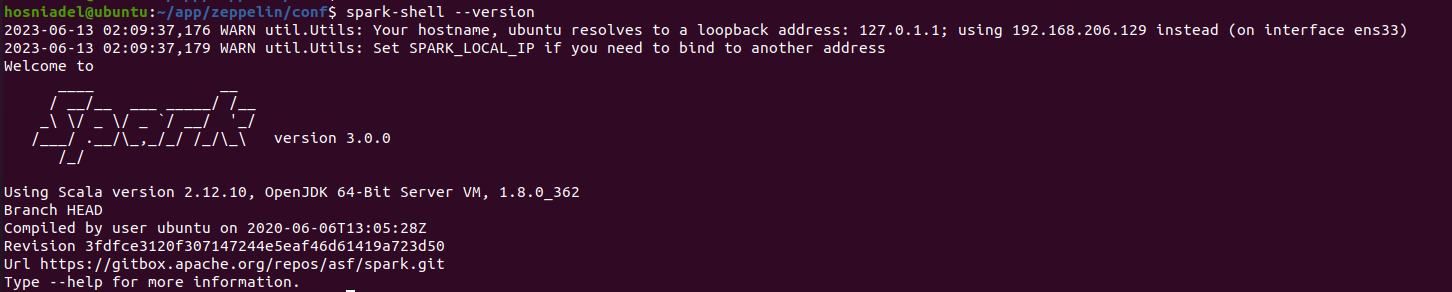 hosniadel@ubuntu:~/app/zeppelin/conf$ spark-shell --version
2023-06-13 02:09:37,176 WARN util.Utils: Your hostname, ubuntu resolves to a loopback address: 127.0.1.1; using 192.168.206.129 instead (on interface ens33)
2023-06-13 02:09:37,179 WARN util.Utils: Set SPARK_LOCAL_IP if you need to bind to another address
Welcome to
      ____              __
     / __/__  ___ _____/ /__
    _\ \/ _ \/ _ `/ __/  '_/
   /___/ .__/\_,_/_/ /_/\_\   version 3.0.0
      /_/
Using Scala version 2.12.10, OpenJDK 64-Bit Server VM, 1.8.0_362
Branch HEAD
Compiled by user ubuntu on 2020-06-06T13:05:28Z
Revision 3fdfce3120f307147244e5eaf46d61419a723d50
Url https://gitbox.apache.org/repos/asf/spark.git
Type --help for more information.